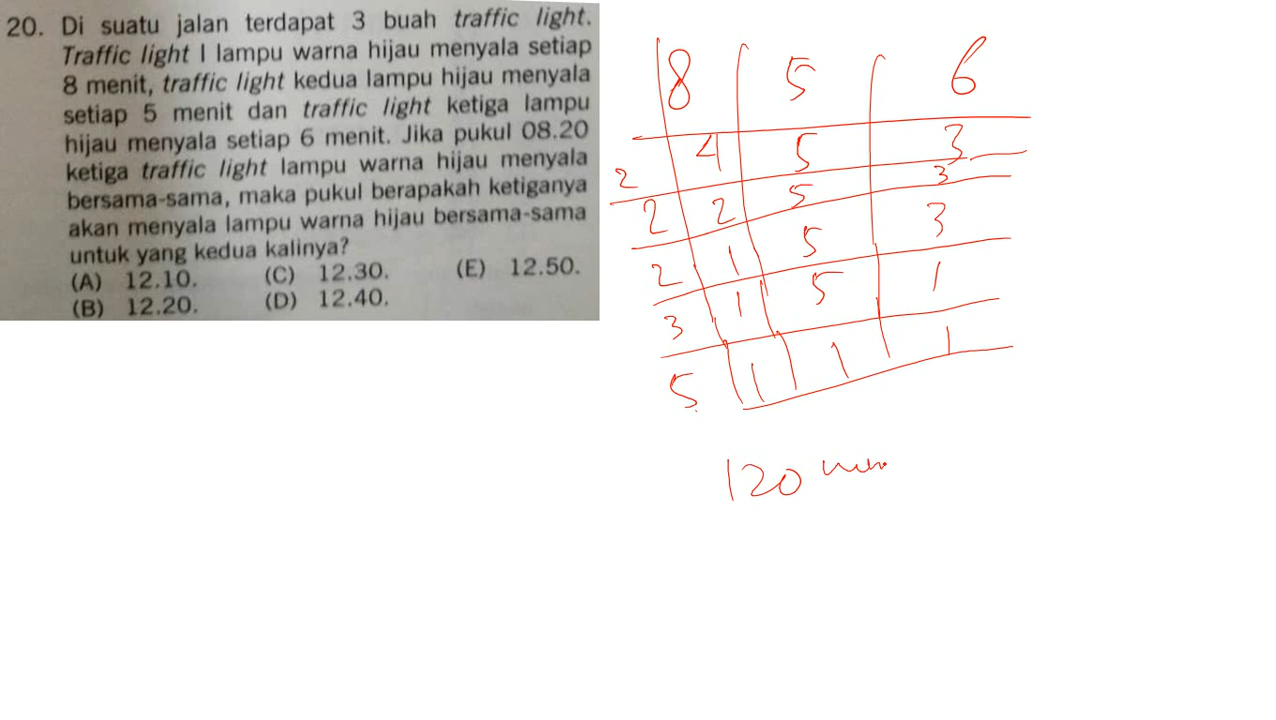 20. Di suatu jalan terdapat 3 buah traffic light.
Traffic light I lampu warna hijau menyala setiap
8 menit, traffic light kedua lampu hijau menyala
setiap 5 menit dan traffic light ketiga lampu
hijau menyala setiap 6 menit. Jika pukul 08.20
ketiga traffic light lampu warna hijau menyala
bersama-sama, maka pukul berapakah ketiganya
akan menyala lampu warna hijau bersama-sama
untuk yang kedua kalinya?
(A) 12.10. (C) 12.30. (E) 12.50.
(B) 12.20. (D) 12.40.
8 5 6
2 4 5 3
2 2 5 3
2 1 5 3
3 1 5 1
5 1 1 1
120